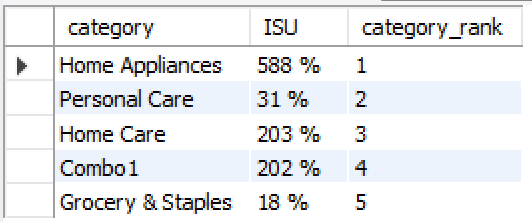 category ISU category_rank
Home Appliances 588 % 1
Personal Care 31 % 2
Home Care 203 % 3
Combo1 202 % 4
Grocery & Staples 18 % 5